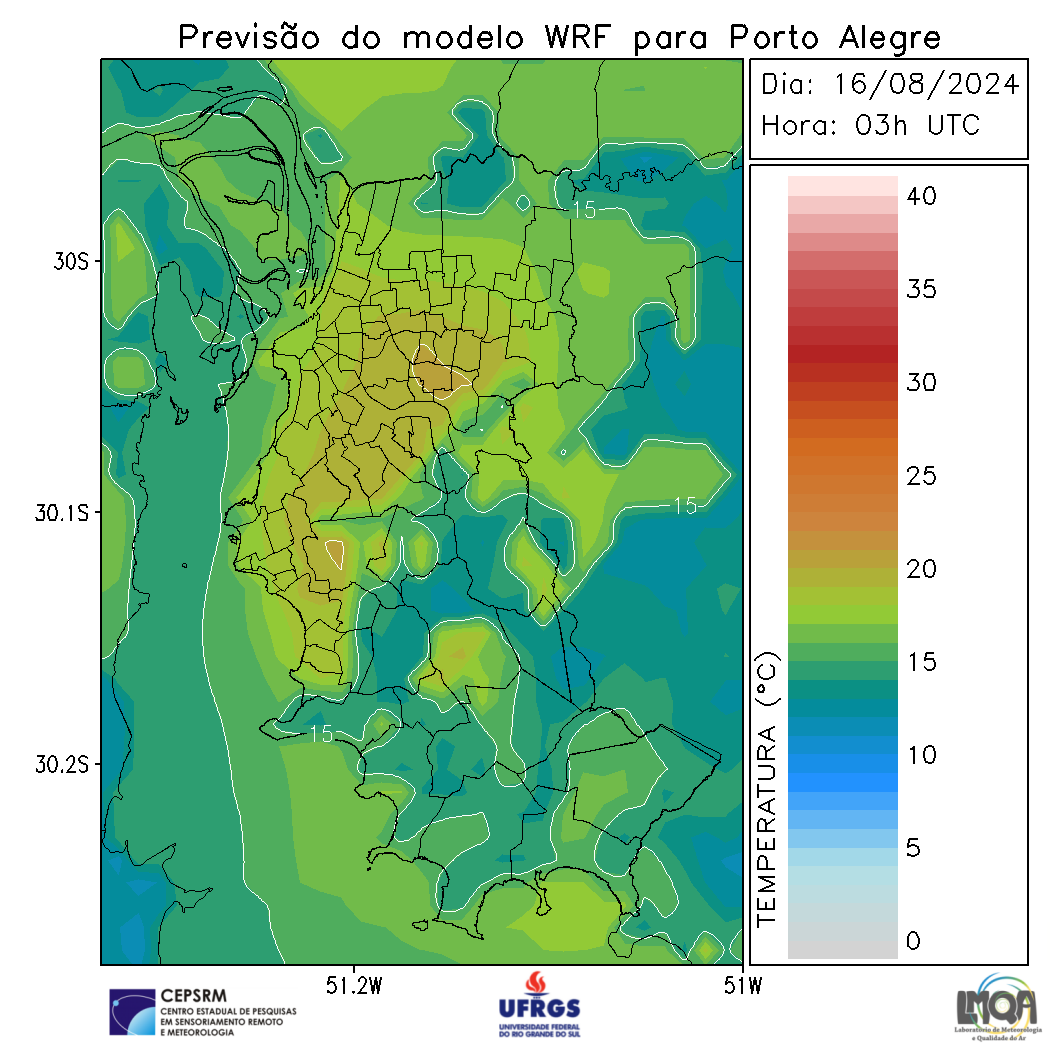 Previsão do modelo WRF para Porto Alegre
Dia: 16/08/2024
Hora: 03h UTC
40
35
30
25
20
15
10
5
0
TEMPERATURA (°C)
30S
30.1S
30.2S
51.2W
51W
15
15
15
CEPSRM
CENTRO ESTADUAL DE PESQUISAS
EM SENSORIAMENTO REMOTO
E METEOROLOGIA
UFRGS
UNIVERSIDADE FEDERAL
DO RIO GRANDE DO SUL
LMQA
Laboratório de Meteorologia
e Qualidade do Ar